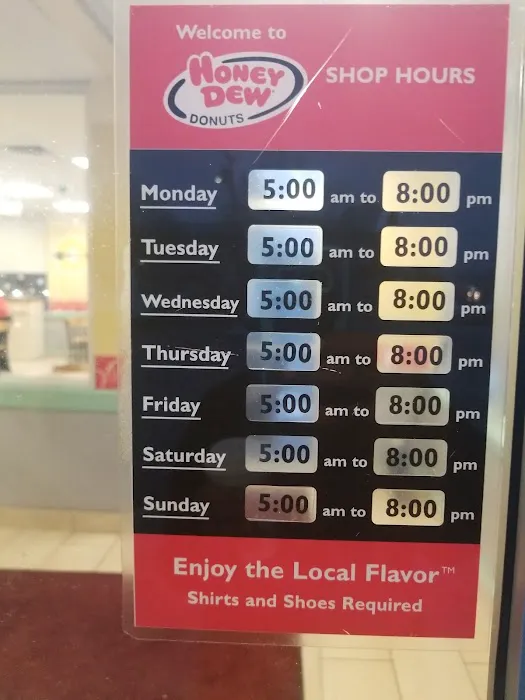 Welcome to
HONEY
DEW
DONUTS
SHOP HOURS
Monday 5:00 am to 8:00 pm
Tuesday 5:00 am to 8:00 pm
Wednesday 5:00 am to 8:00 pm
Thursday 5:00 am to 8:00 pm
Friday 5:00 am to 8:00 pm
Saturday 5:00 am to 8:00 pm
Sunday 5:00 am to 8:00 pm
Enjoy the Local Flavor™
Shirts and Shoes Required